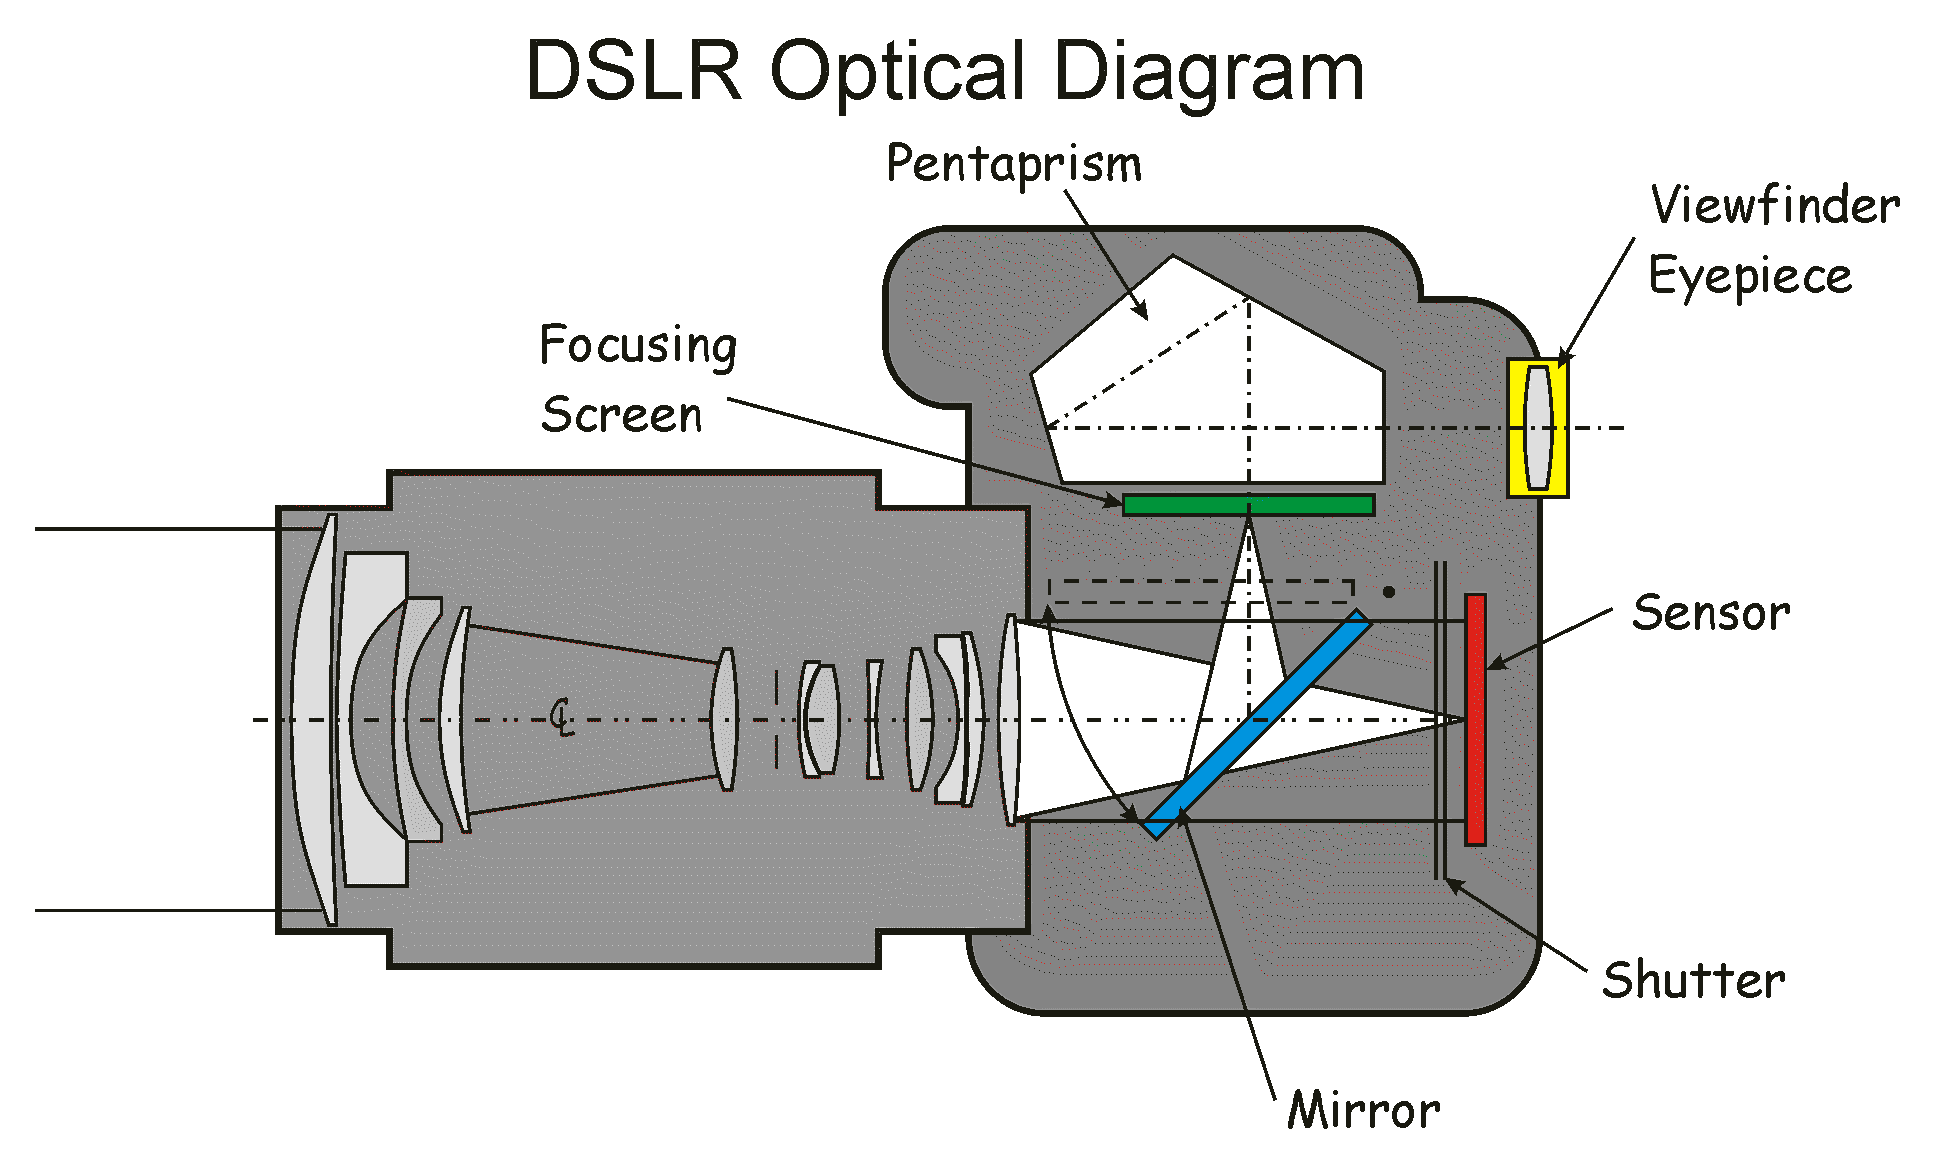 DSLR Optical Diagram
Pentaprism
Viewfinder
Eyepiece
Focusing
Screen
℄
Sensor
Shutter
Mirror